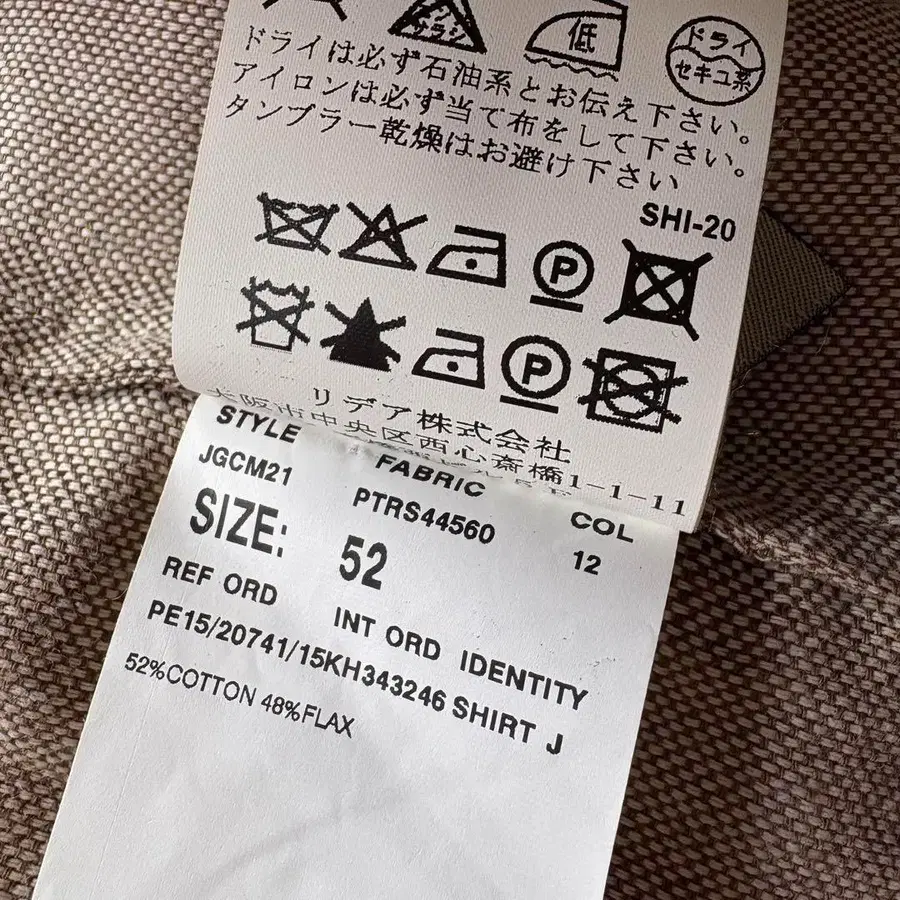 サラシ
低
ドライ
セキユ系
ドライは必ず石油系とお伝え下さい。
アイロンは必ず当て布をして下さい。
タンブラー乾燥はお避け下さい
SHI-20
P
P
リデア株式会社
大阪市中央区西心斎橋1-1-11
STYLE FABRIC COL
JGCM21 PTRS44560 12
SIZE: 52
REF ORD INT ORD IDENTITY
PE15/20741/15KH343246 SHIRT J
52%COTTON 48%FLAX